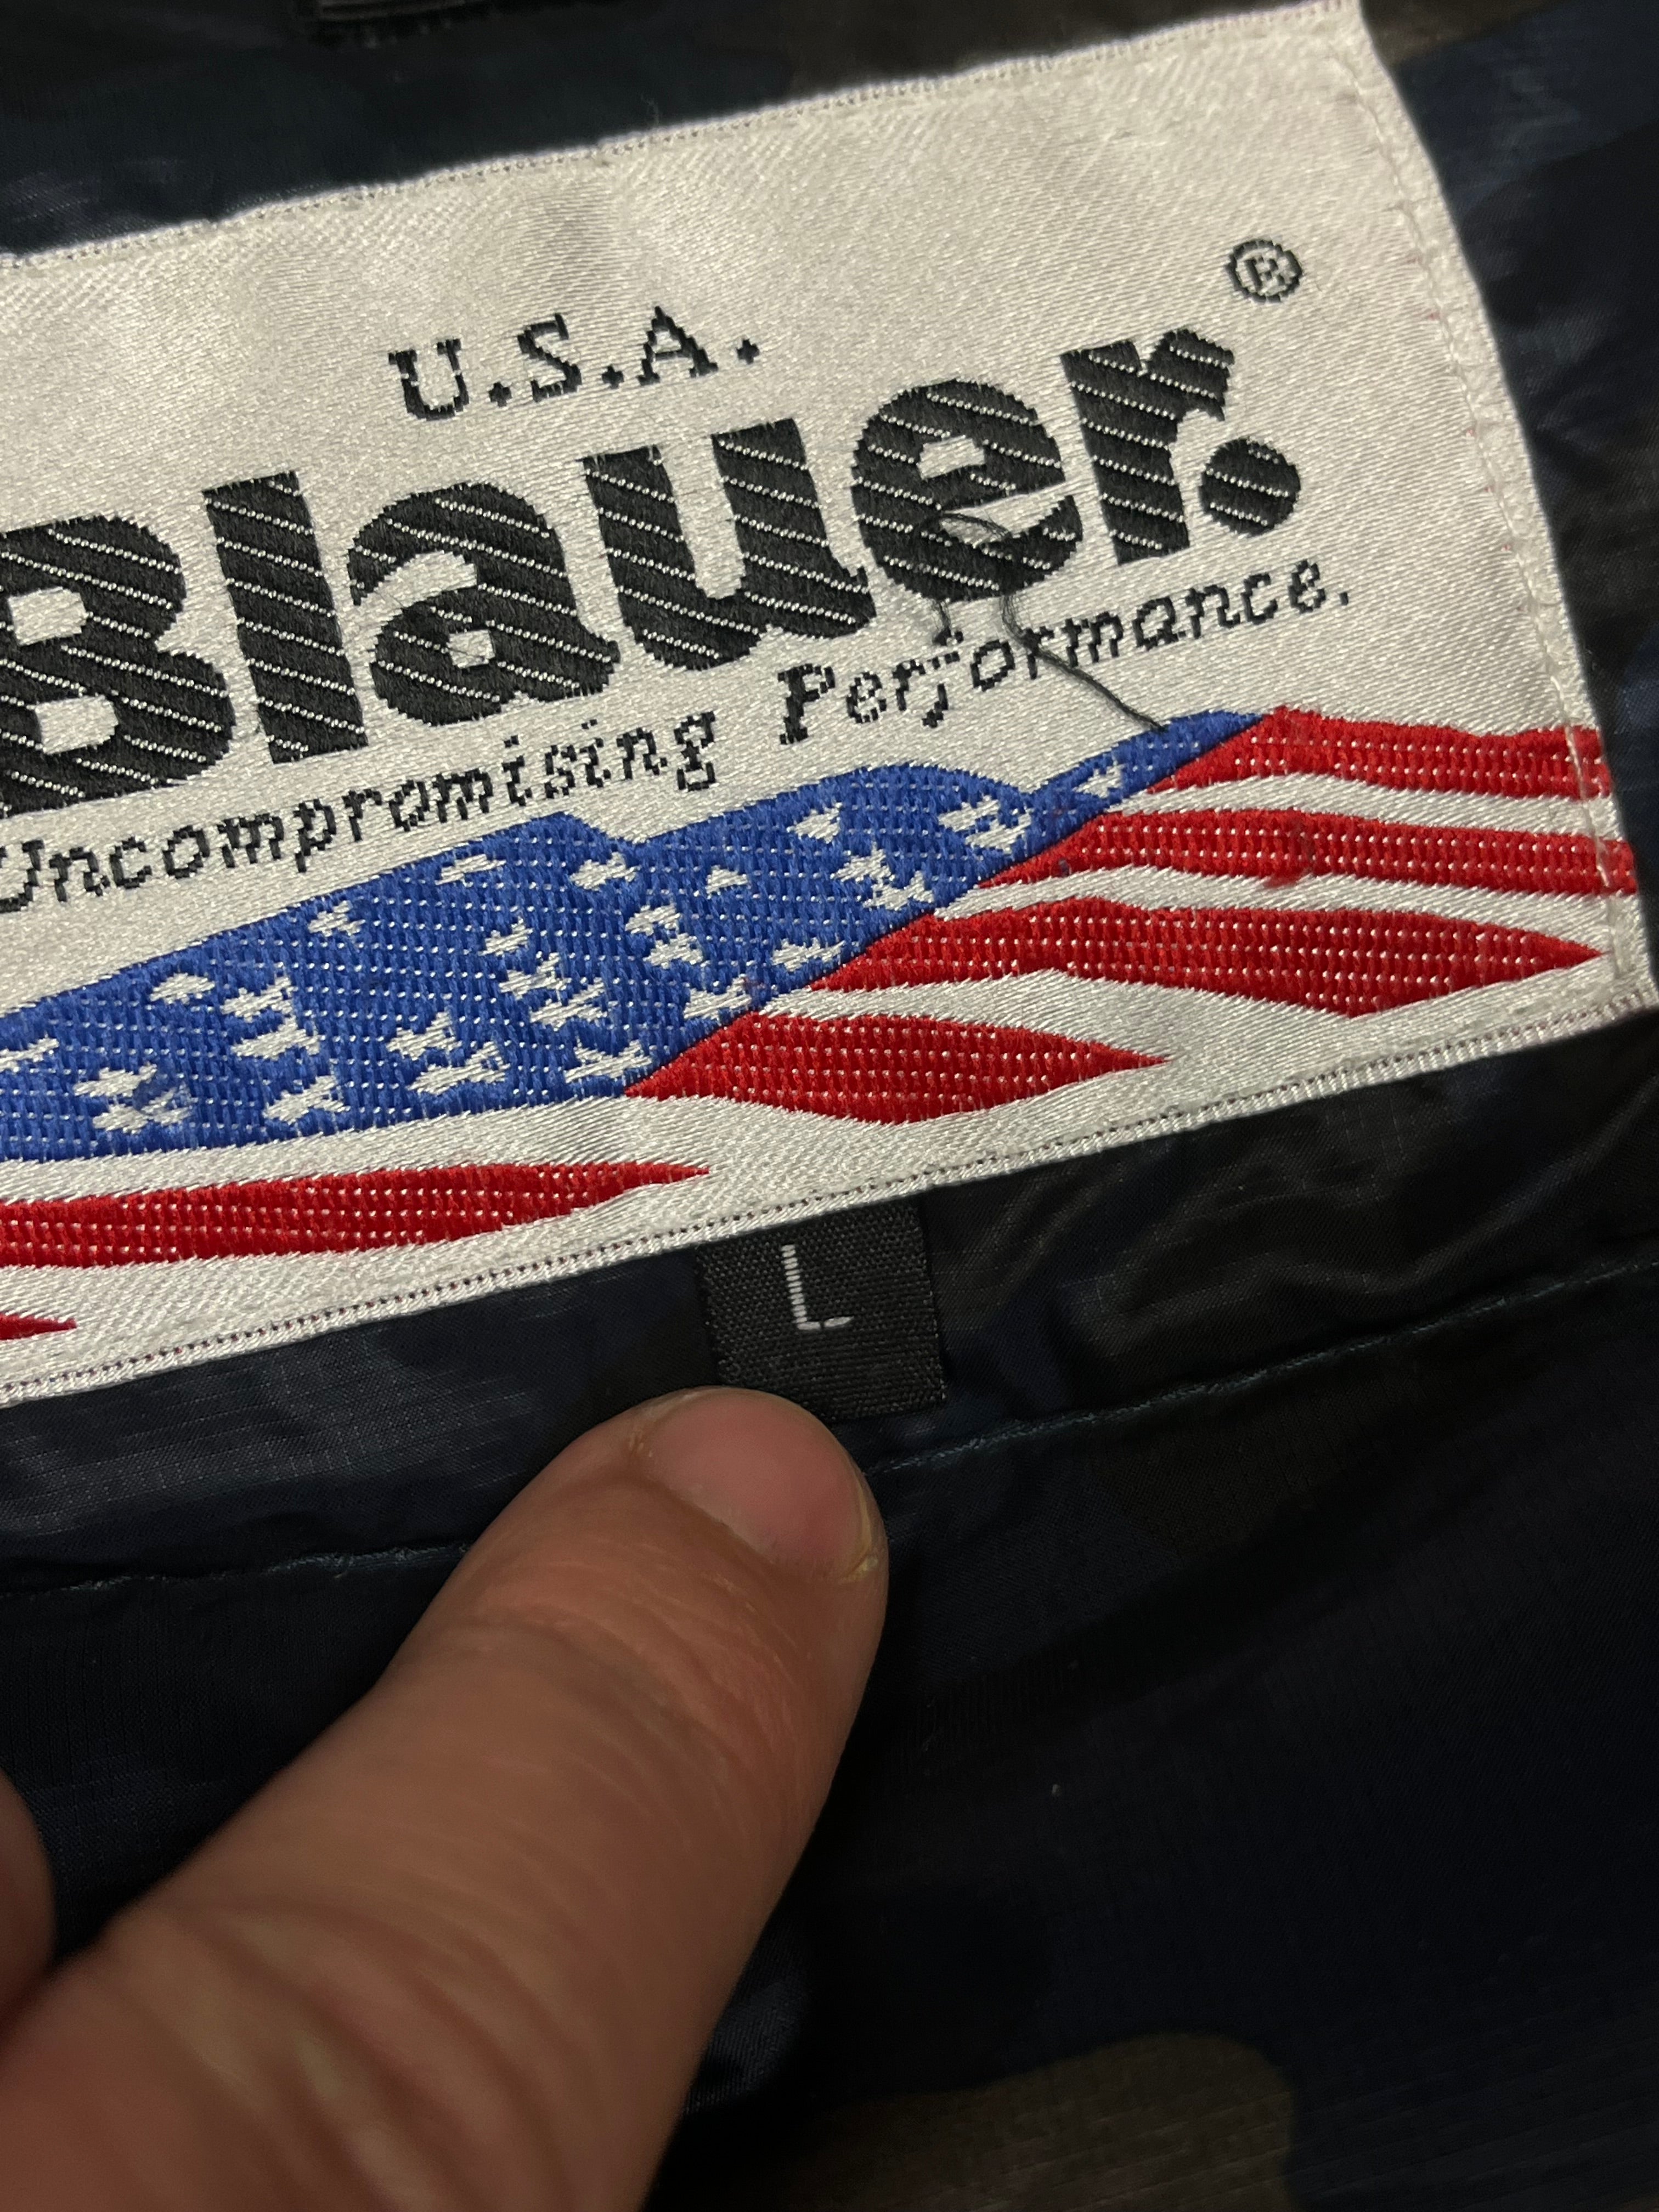 U.S.A.
Blauer.®
Uncompromising Performance.
L